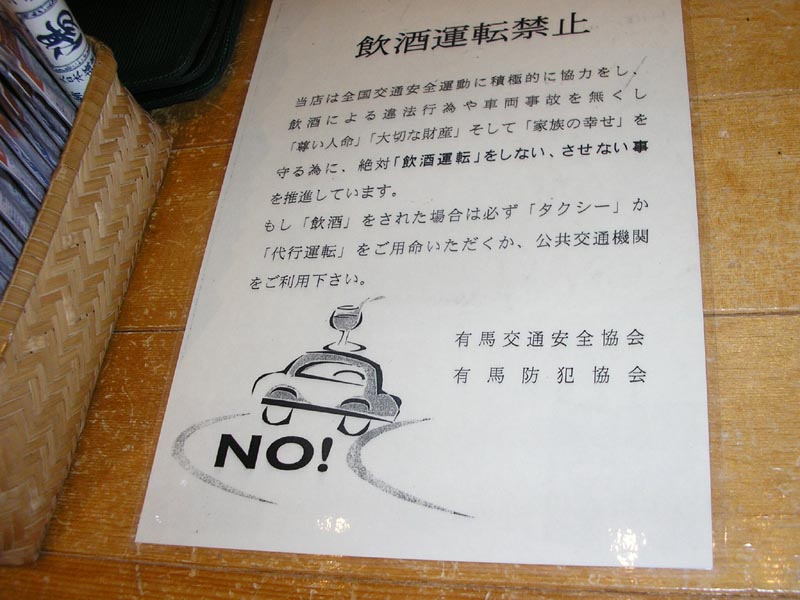 飲酒運転禁止
当店は全国交通安全運動に積極的に協力をし、
飲酒による違法行為や車両事故を無くし
「尊い人命」「大切な財産」そして「家族の幸せ」を
守る為に、絶対「飲酒運転」をしない、させない事
を推進しています。
もし「飲酒」をされた場合は必ず「タクシー」か
「代行運転」をご用命いただくか、公共交通機関
をご利用下さい。
有馬交通安全協会
有馬防犯協会
NO!